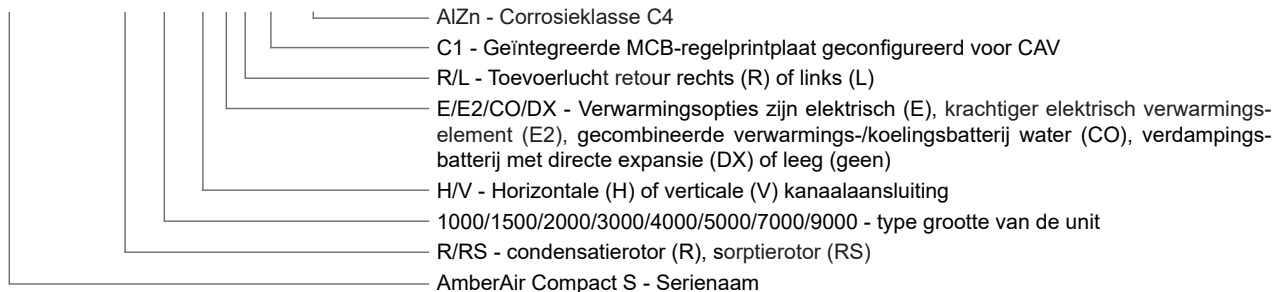 AlZn - Corrosieklasse C4
C1 - Geïntegreerde MCB-regelprintplaat geconfigureerd voor CAV
R/L - Toevoerlucht retour rechts (R) of links (L)
E/E2/CO/DX - Verwarmingsopties zijn elektrisch (E), krachtiger elektrisch verwarmings-
element (E2), gecombineerde verwarmings-/koelingsbatterij water (CO), verdampings-
batterij met directe expansie (DX) of leeg (geen)
H/V - Horizontale (H) of verticale (V) kanaalaansluiting
1000/1500/2000/3000/4000/5000/7000/9000 - type grootte van de unit
R/RS - condensatierotor (R), sorptierotor (RS)
AmberAir Compact S - Serienaam